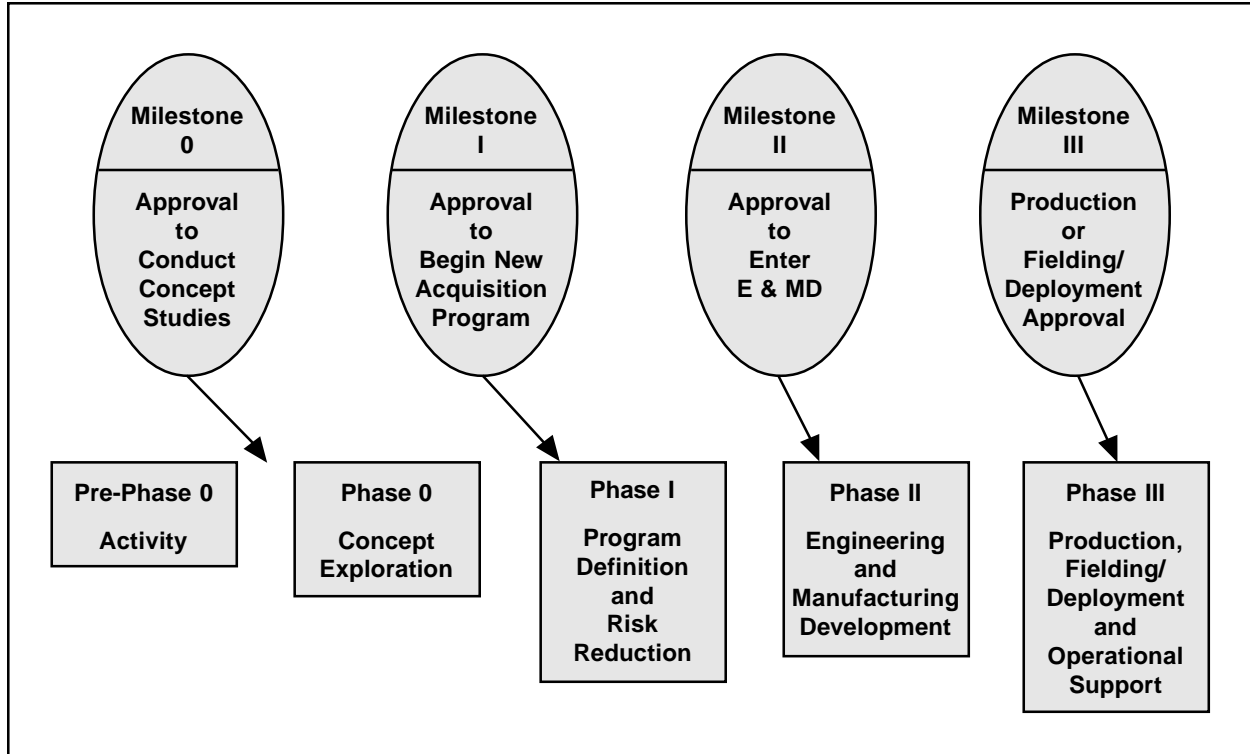 Milestone
0
Approval
to
Conduct
Concept
Studies
Milestone
I
Approval
to
Begin New
Acquisition
Program
Milestone
II
Approval
to
Enter
E & MD
Milestone
III
Production
or
Fielding/
Deployment
Approval
Pre-Phase 0
Activity
Phase 0
Concept
Exploration
Phase I
Program
Definition
and
Risk
Reduction
Phase II
Engineering
and
Manufacturing
Development
Phase III
Production,
Fielding/
Deployment
and
Operational
Support